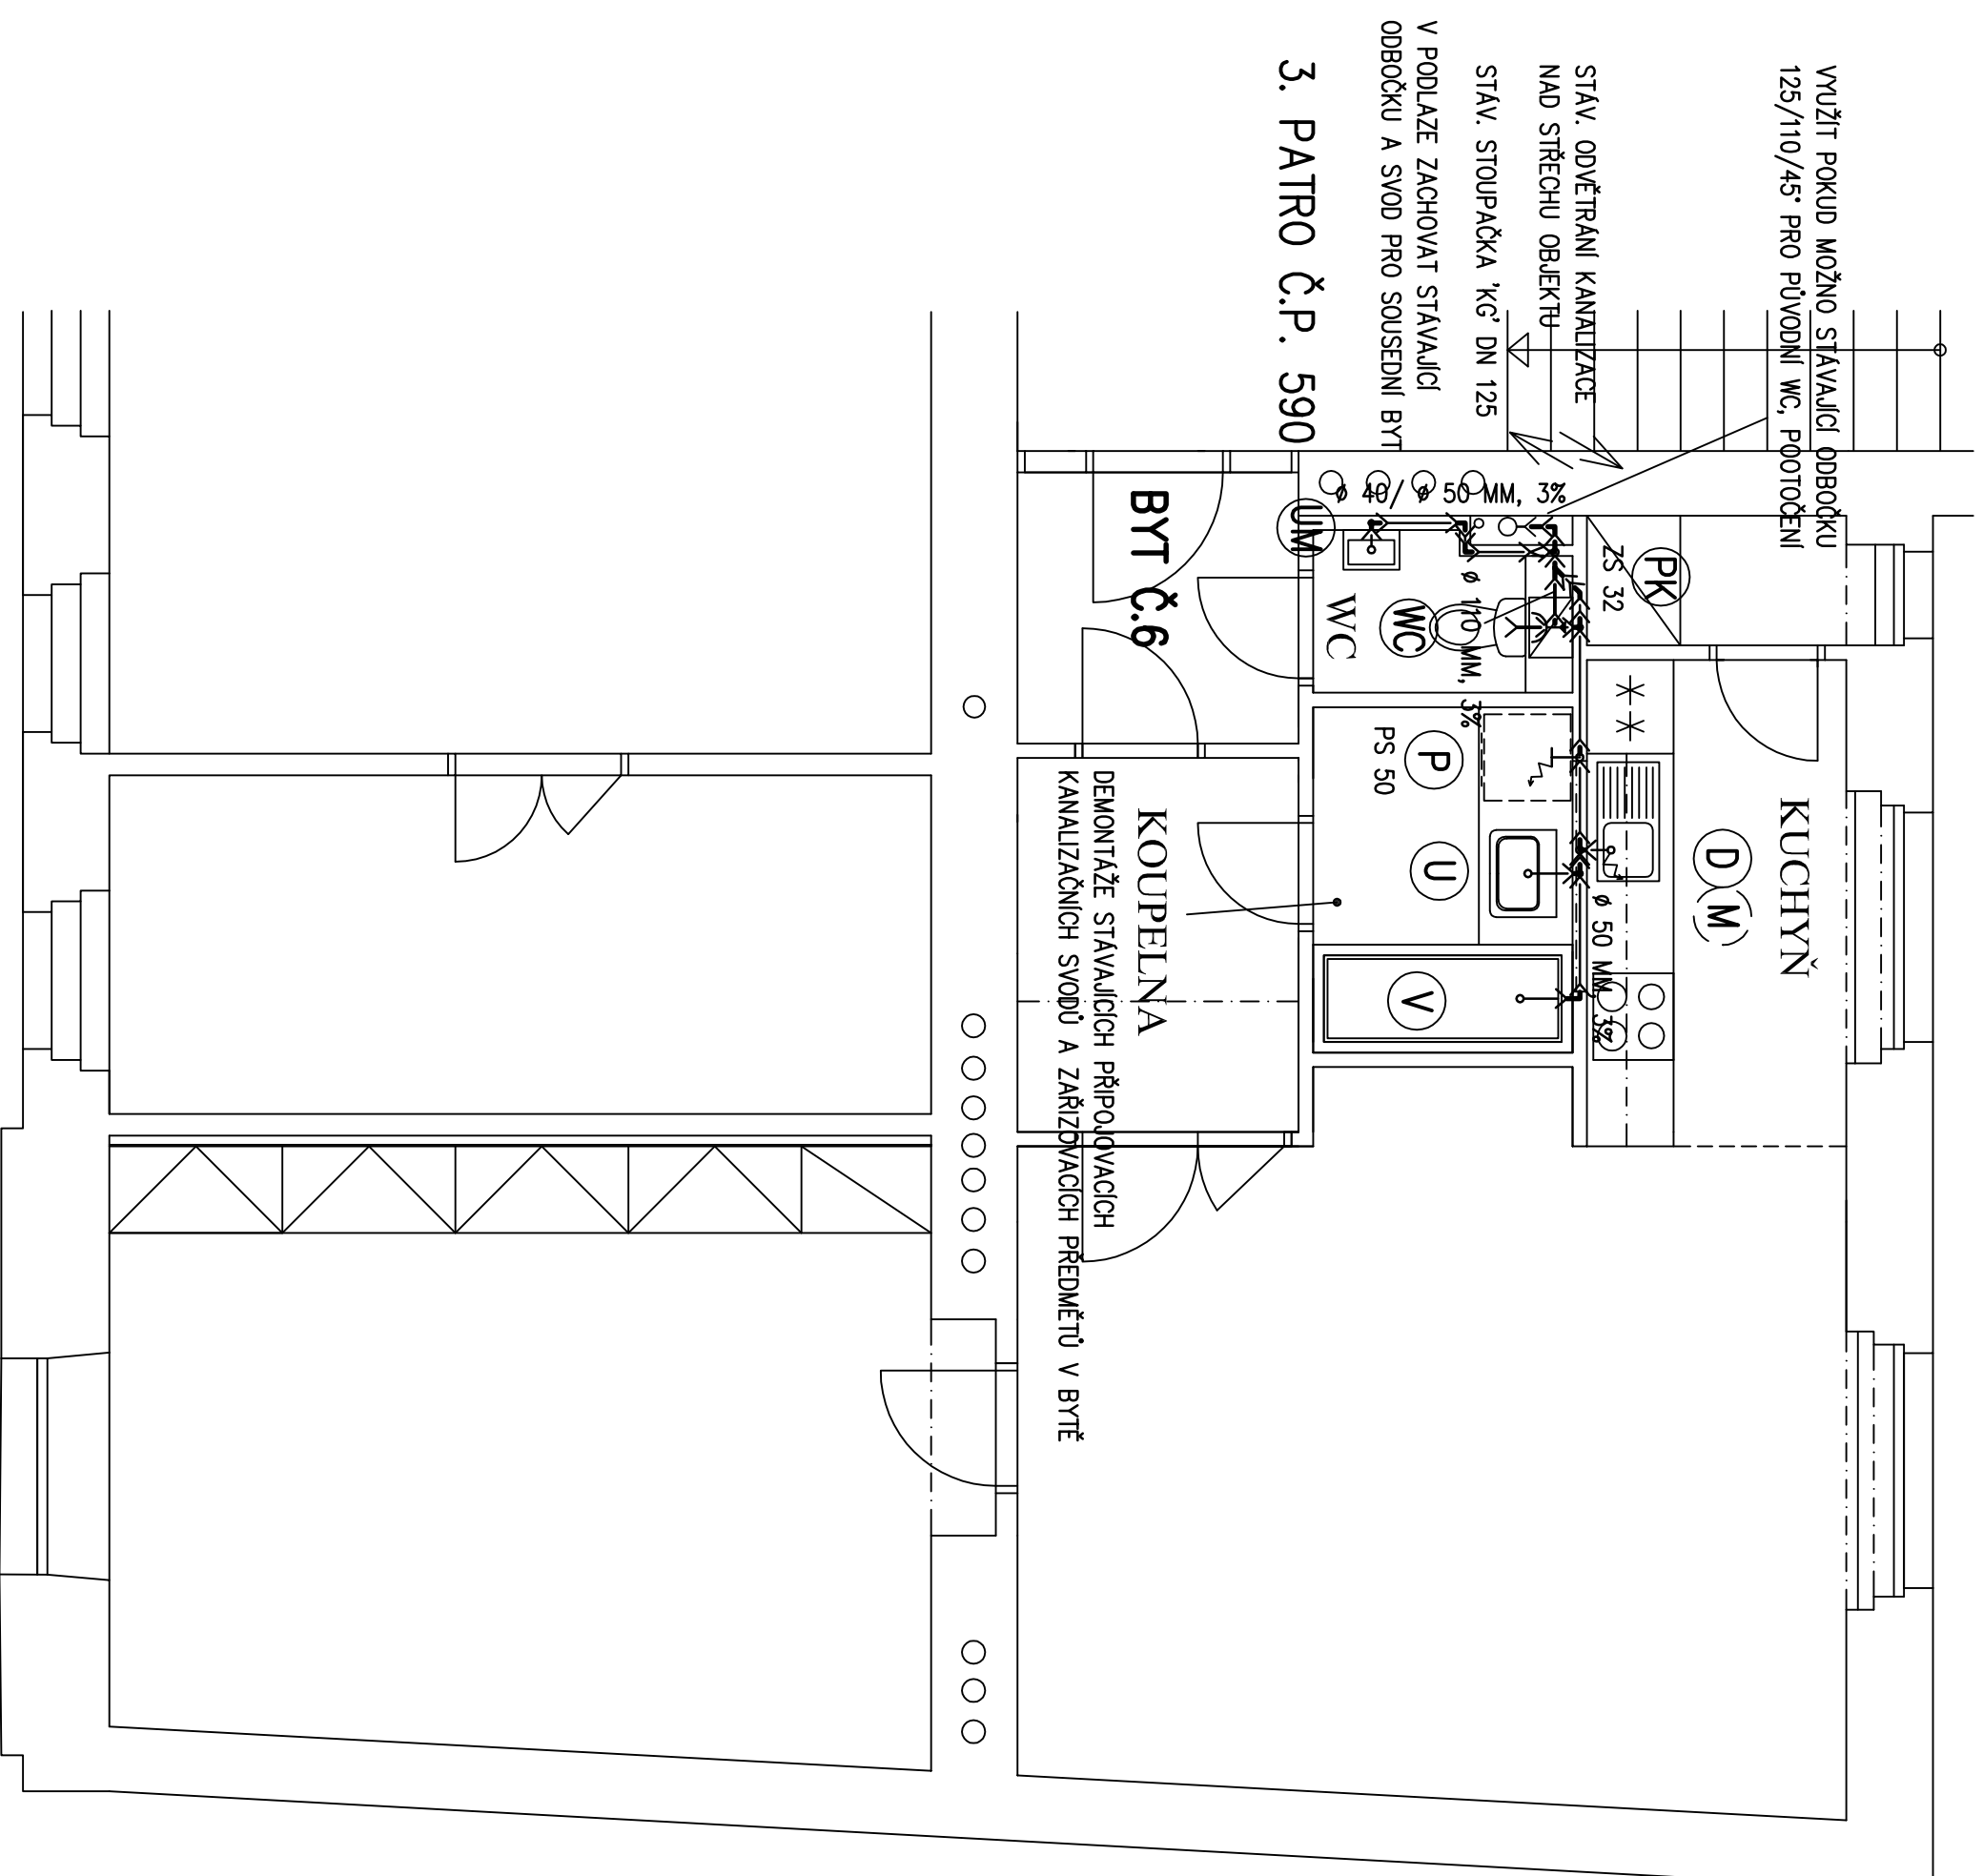 VYUŽÍT POKUD MOŽNO STÁVAJÍCÍ ODBOČKU
125/110/45° PRO PŮVODNÍ WC, POOTOČENÍ
STÁV. ODVĚTRÁNÍ KANALIZACE
NAD STŘECHU OBJEKTU
STÁV. STOUPAČKA 'KG' DN 125
V PODLAZE ZACHOVAT STÁVAJÍCÍ
ODBOČKU A SVOD PRO SOUSEDNÍ BYT
3. PATRO Č.P. 590
BYT Č.6
ø 40/ ø 50 MM, 3%
UM
PK
ZS 32
ø 110 MM, 3%
WC
WC
P
PS 50
U
V
KUCHYŇ
D
M
ø 50 MM, 3%
KOUPELNA
DEMONTÁŽE STÁVAJÍCÍCH PŘIPOJOVACÍCH
KANALIZAČNÍCH SVODŮ A ZAŘIZOVACÍCH PŘEDMĚTŮ V BYTĚ